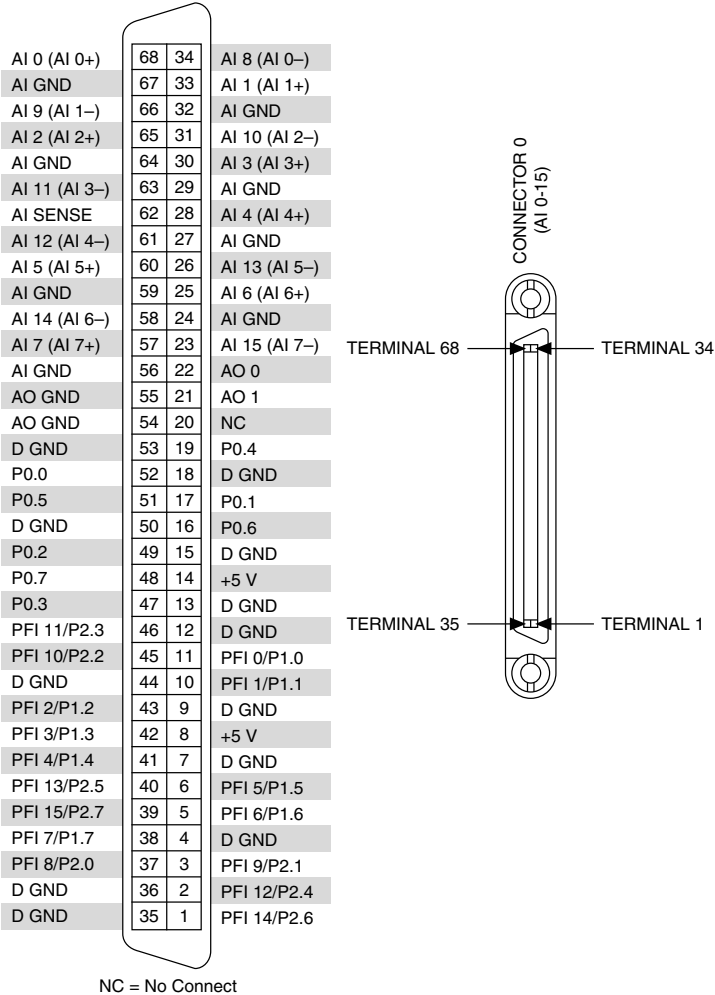 AI 0 (AI 0+) 68 34 AI 8 (AI 0–)
AI GND 67 33 AI 1 (AI 1+)
AI 9 (AI 1–) 66 32 AI GND
AI 2 (AI 2+) 65 31 AI 10 (AI 2–)
AI GND 64 30 AI 3 (AI 3+)
AI 11 (AI 3–) 63 29 AI GND
AI SENSE 62 28 AI 4 (AI 4+)
AI 12 (AI 4–) 61 27 AI GND
AI 5 (AI 5+) 60 26 AI 13 (AI 5–)
AI GND 59 25 AI 6 (AI 6+)
AI 14 (AI 6–) 58 24 AI GND
AI 7 (AI 7+) 57 23 AI 15 (AI 7–)
AI GND 56 22 AO 0
AO GND 55 21 AO 1
AO GND 54 20 NC
D GND 53 19 P0.4
P0.0 52 18 D GND
P0.5 51 17 P0.1
D GND 50 16 P0.6
P0.2 49 15 D GND
P0.7 48 14 +5 V
P0.3 47 13 D GND
PFI 11/P2.3 46 12 D GND
PFI 10/P2.2 45 11 PFI 0/P1.0
D GND 44 10 PFI 1/P1.1
PFI 2/P1.2 43 9 D GND
PFI 3/P1.3 42 8 +5 V
PFI 4/P1.4 41 7 D GND
PFI 13/P2.5 40 6 PFI 5/P1.5
PFI 15/P2.7 39 5 PFI 6/P1.6
PFI 7/P1.7 38 4 D GND
PFI 8/P2.0 37 3 PFI 9/P2.1
D GND 36 2 PFI 12/P2.4
D GND 35 1 PFI 14/P2.6
NC = No Connect
CONNECTOR 0
(AI 0-15)
TERMINAL 68 TERMINAL 34
TERMINAL 35 TERMINAL 1